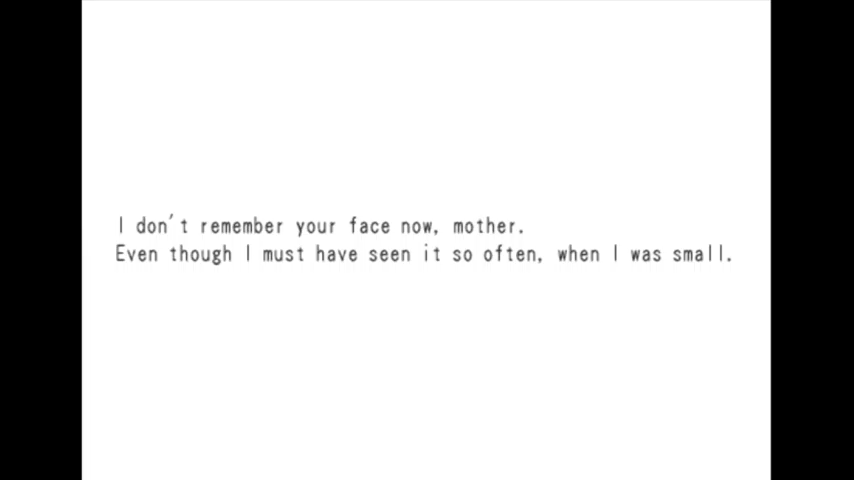 I don't remember your face now, mother.
Even though I must have seen it so often, when I was small.